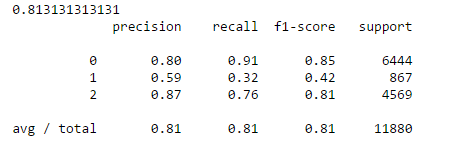 0.813131313131
precision recall f1-score support
0 0.80 0.91 0.85 6444
1 0.59 0.32 0.42 867
2 0.87 0.76 0.81 4569
avg / total 0.81 0.81 0.81 11880